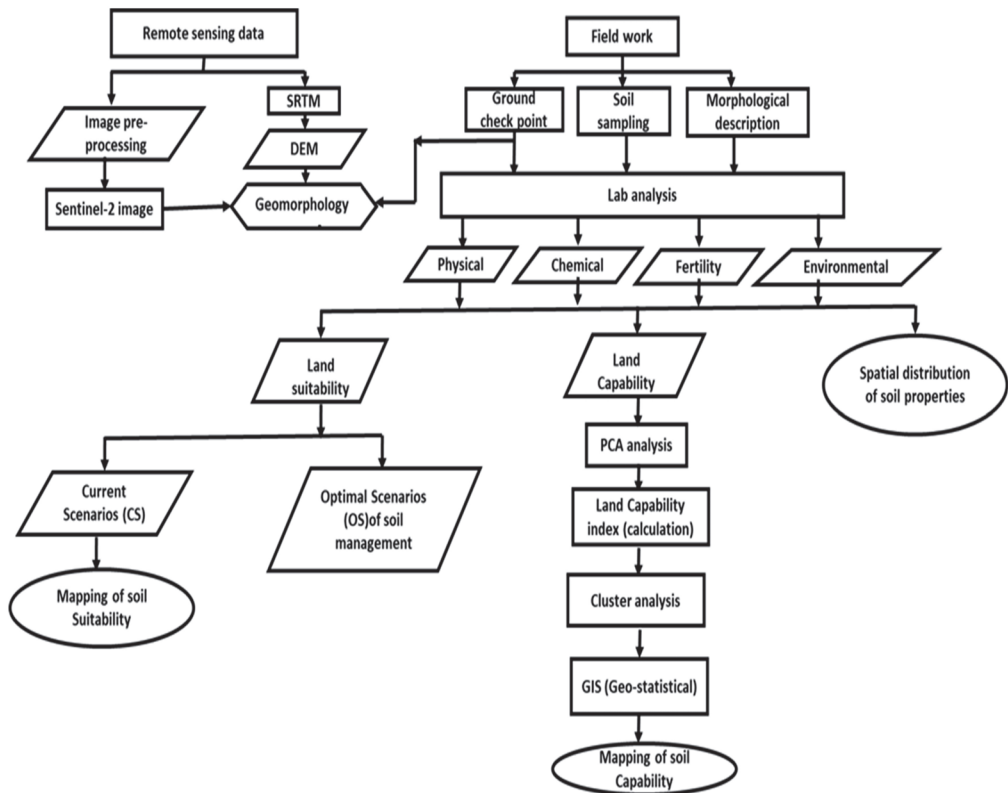 Remote sensing data
Field work
SRTM
Ground
check point
Soil
sampling
Morphological
description
Image pre-
processing
DEM
Sentinel-2 image
Geomorphology
Lab analysis
Physical
Chemical
Fertility
Environmental
Land
suitability
Land
Capability
Spatial distribution
of soil properties
PCA analysis
Current
Scenarios (CS)
Optimal Scenarios
(OS)of soil
management
Land Capability
index (calculation)
Mapping of soil
Suitability
Cluster analysis
GIS (Geo-statistical)
Mapping of soil
Capability